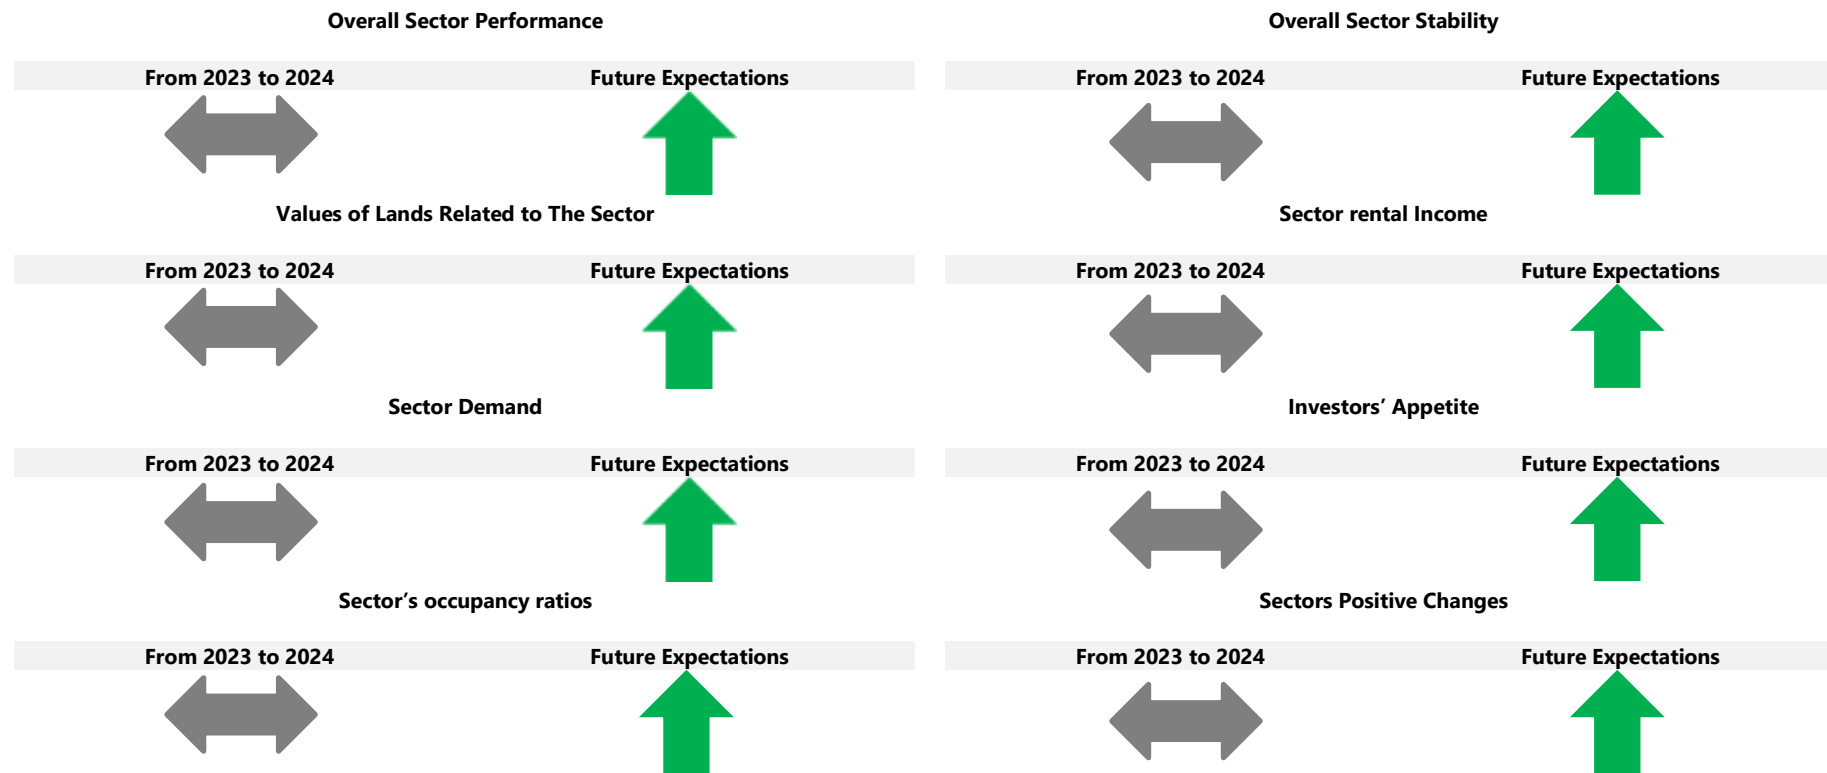 Overall Sector Performance
Overall Sector Stability
From 2023 to 2024
Future Expectations
From 2023 to 2024
Future Expectations
Values of Lands Related to The Sector
Sector rental Income
From 2023 to 2024
Future Expectations
From 2023 to 2024
Future Expectations
Sector Demand
Investors’ Appetite
From 2023 to 2024
Future Expectations
From 2023 to 2024
Future Expectations
Sector’s occupancy ratios
Sectors Positive Changes
From 2023 to 2024
Future Expectations
From 2023 to 2024
Future Expectations